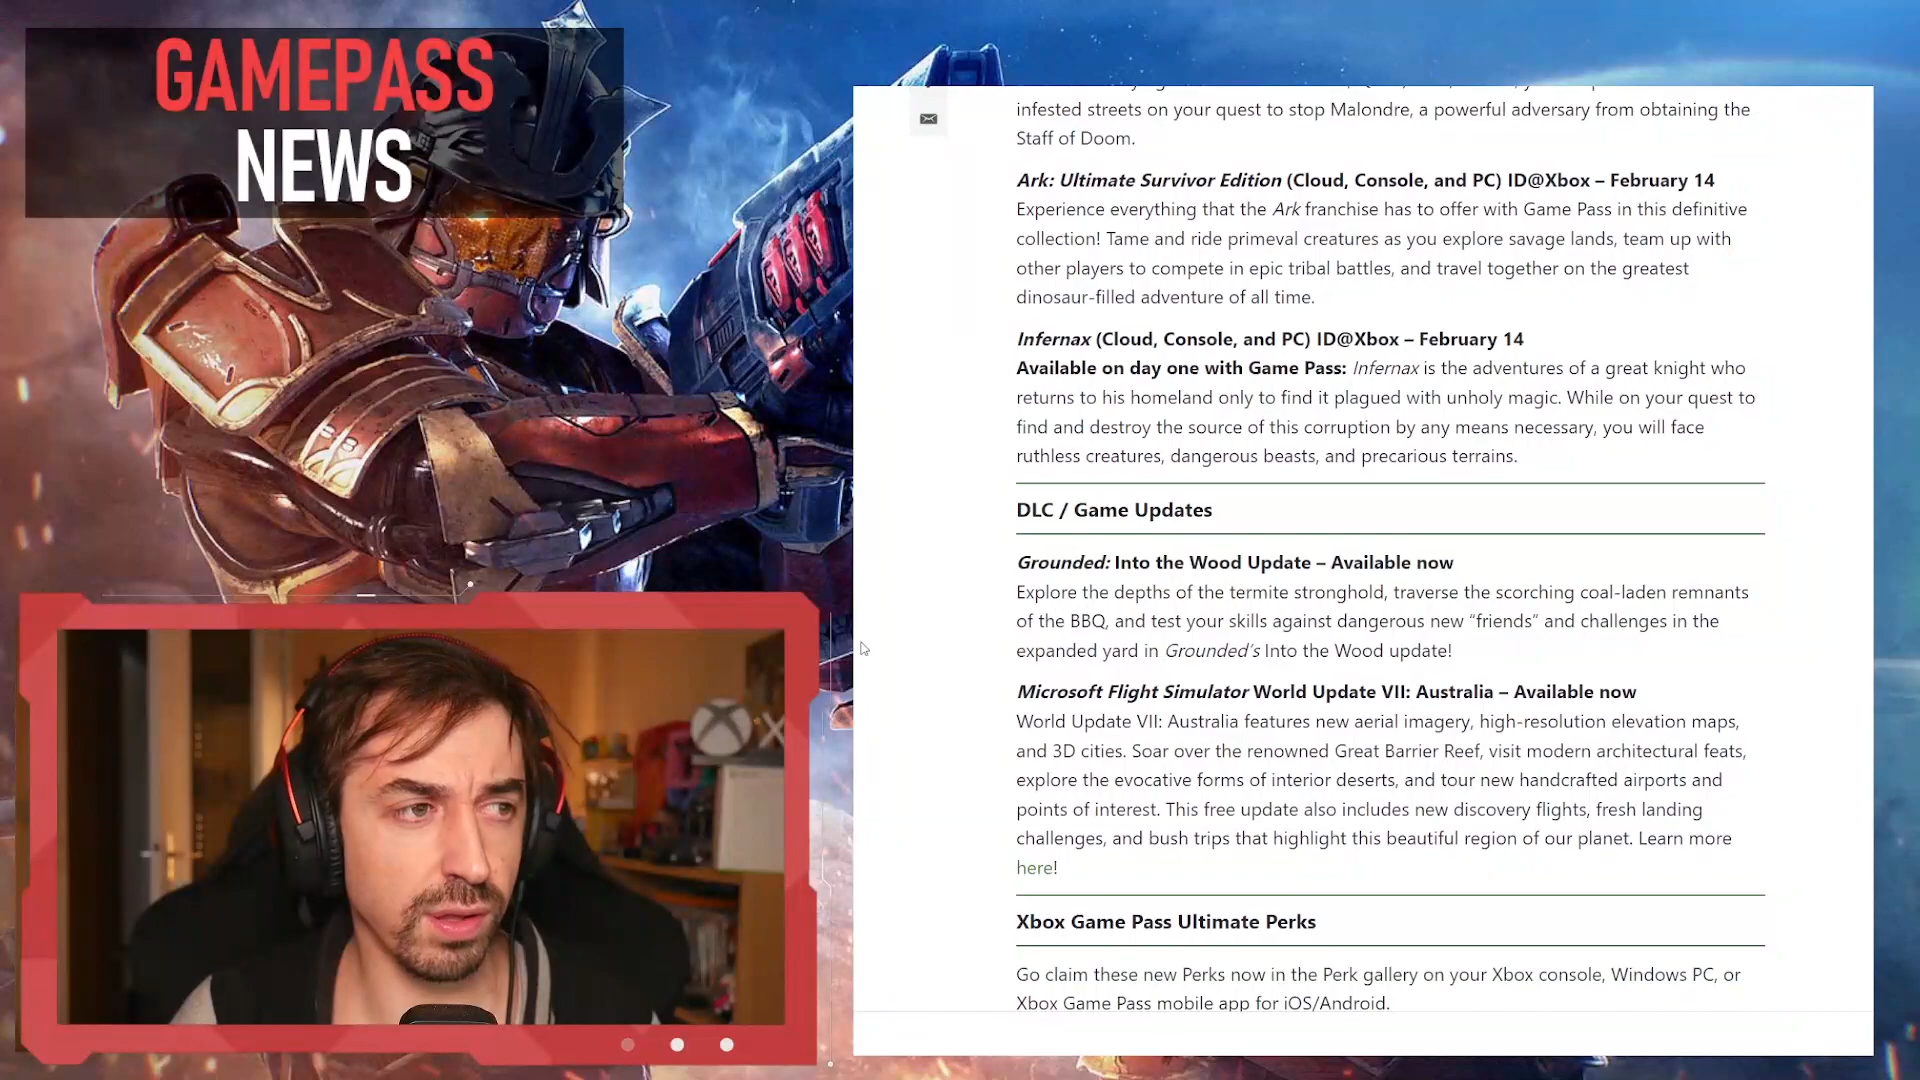 GAMEPASS
NEWS
infested streets on your quest to stop Malondre, a powerful adversary from obtaining the
Staff of Doom.
Ark: Ultimate Survivor Edition (Cloud, Console, and PC) ID@Xbox – February 14
Experience everything that the Ark franchise has to offer with Game Pass in this definitive
collection! Tame and ride primeval creatures as you explore savage lands, team up with
other players to compete in epic tribal battles, and travel together on the greatest
dinosaur-filled adventure of all time.
Infernax (Cloud, Console, and PC) ID@Xbox – February 14
Available on day one with Game Pass: Infernax is the adventures of a great knight who
returns to his homeland only to find it plagued with unholy magic. While on your quest to
find and destroy the source of this corruption by any means necessary, you will face
ruthless creatures, dangerous beasts, and precarious terrains.
DLC / Game Updates
Grounded: Into the Wood Update – Available now
Explore the depths of the termite stronghold, traverse the scorching coal-laden remnants
of the BBQ, and test your skills against dangerous new “friends” and challenges in the
expanded yard in Grounded’s Into the Wood update!
Microsoft Flight Simulator World Update VII: Australia – Available now
World Update VII: Australia features new aerial imagery, high-resolution elevation maps,
and 3D cities. Soar over the renowned Great Barrier Reef, visit modern architectural feats,
explore the evocative forms of interior deserts, and tour new handcrafted airports and
points of interest. This free update also includes new discovery flights, fresh landing
challenges, and bush trips that highlight this beautiful region of our planet. Learn more
here!
Xbox Game Pass Ultimate Perks
Go claim these new Perks now in the Perk gallery on your Xbox console, Windows PC, or
Xbox Game Pass mobile app for iOS/Android.